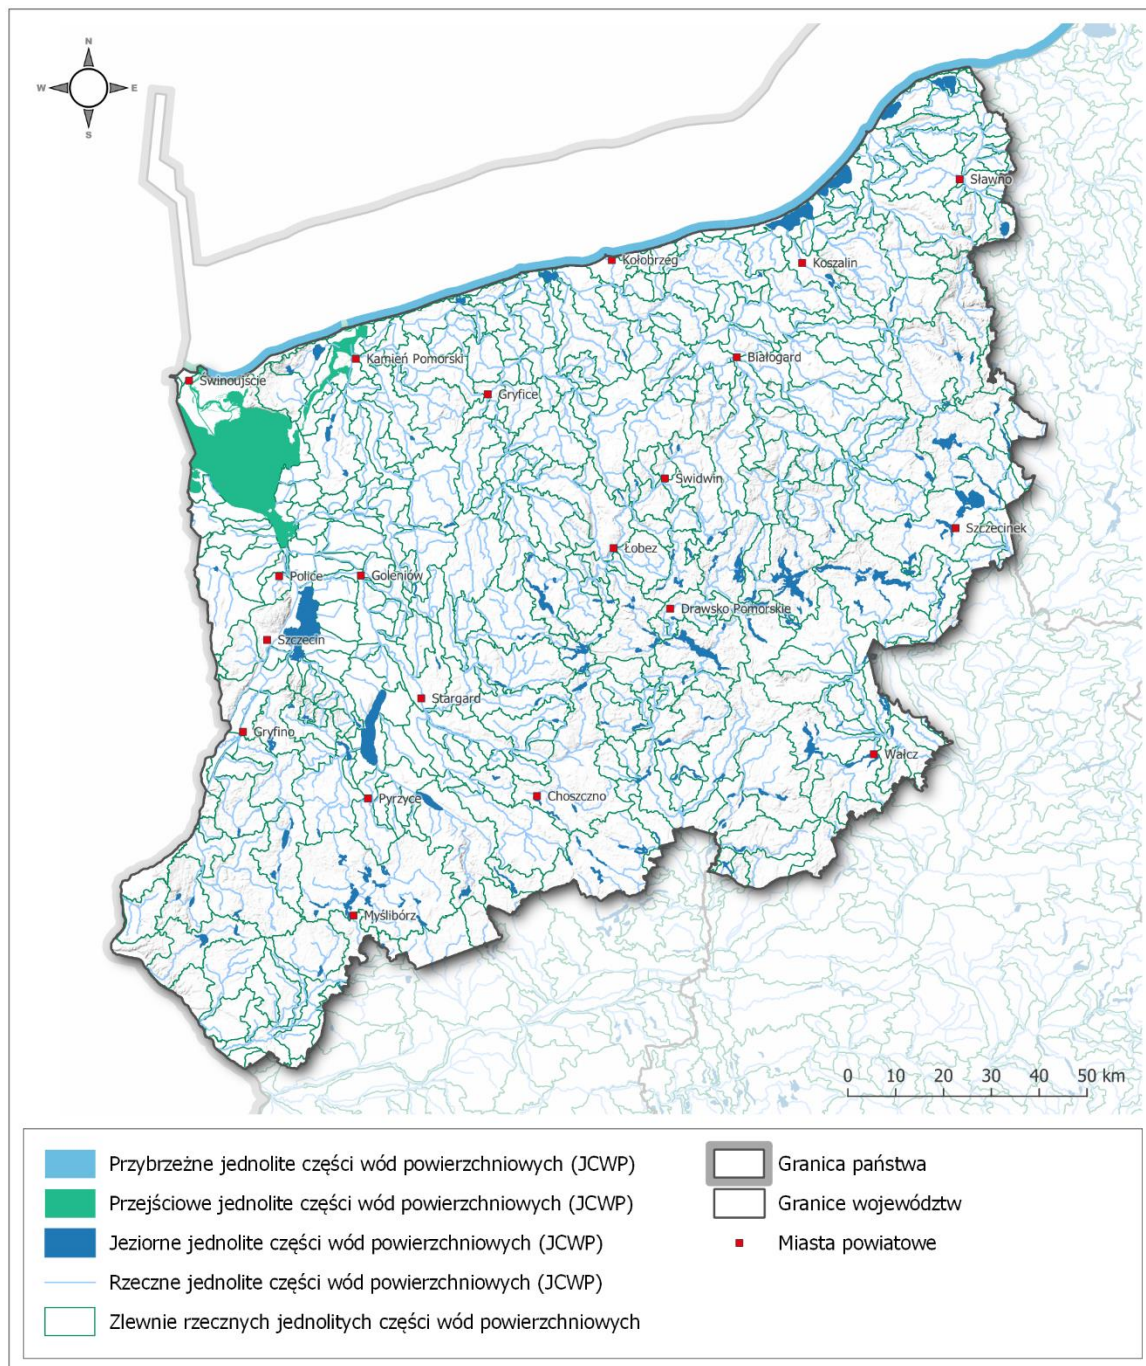 N
W E
S
Sławno
Kołobrzeg
Koszalin
Kamień Pomorski
Białogard
Świnoujście
Gryfice
Świdwin
Szczecinek
Łobez
Police
Goleniów
Drawsko Pomorskie
Szczecin
Stargard
Gryfino
Wałcz
Pyrzyce
Choszczno
Myślibórz
0 10 20 30 40 50 km
Przybrzeżne jednolite części wód powierzchniowych (JCWP)
Przejściowe jednolite części wód powierzchniowych (JCWP)
Jeziorne jednolite części wód powierzchniowych (JCWP)
Rzeczne jednolite części wód powierzchniowych (JCWP)
Zlewnie rzecznych jednolitych części wód powierzchniowych
Granica państwa
Granice województw
Miasta powiatowe